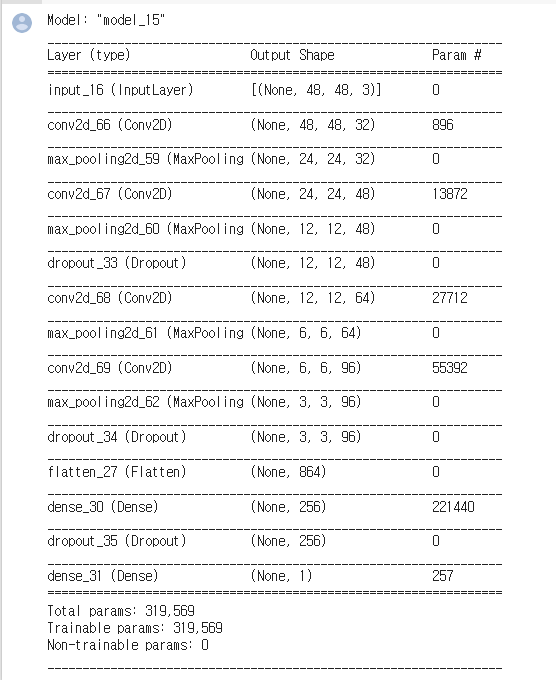 Model: "model_15"
_________________________________________________________________
Layer (type)                 Output Shape              Param #
=================================================================
input_16 (InputLayer)        [(None, 48, 48, 3)]       0
_________________________________________________________________
conv2d_66 (Conv2D)           (None, 48, 48, 32)        896
_________________________________________________________________
max_pooling2d_59 (MaxPooling (None, 24, 24, 32)        0
_________________________________________________________________
conv2d_67 (Conv2D)           (None, 24, 24, 48)        13872
_________________________________________________________________
max_pooling2d_60 (MaxPooling (None, 12, 12, 48)        0
_________________________________________________________________
dropout_33 (Dropout)         (None, 12, 12, 48)        0
_________________________________________________________________
conv2d_68 (Conv2D)           (None, 12, 12, 64)        27712
_________________________________________________________________
max_pooling2d_61 (MaxPooling (None, 6, 6, 64)          0
_________________________________________________________________
conv2d_69 (Conv2D)           (None, 6, 6, 96)          55392
_________________________________________________________________
max_pooling2d_62 (MaxPooling (None, 3, 3, 96)          0
_________________________________________________________________
dropout_34 (Dropout)         (None, 3, 3, 96)          0
_________________________________________________________________
flatten_27 (Flatten)         (None, 864)               0
_________________________________________________________________
dense_30 (Dense)             (None, 256)               221440
_________________________________________________________________
dropout_35 (Dropout)         (None, 256)               0
_________________________________________________________________
dense_31 (Dense)             (None, 1)                 257
=================================================================
Total params: 319,569
Trainable params: 319,569
Non-trainable params: 0
_________________________________________________________________